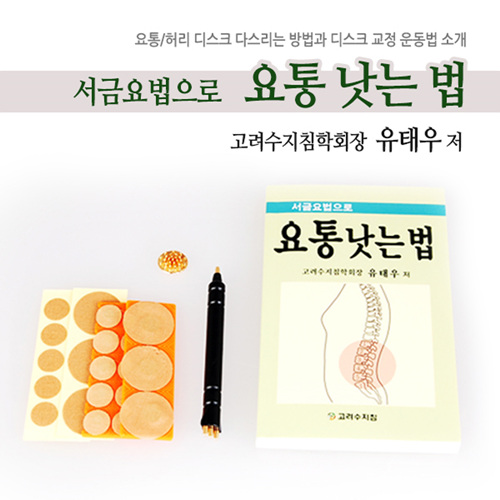 요통/허리 디스크 다스리는 방법과 디스크 교정 운동법 소개
서금요법으로 요통 낫는 법
고려수지침학회장 유태우 저
서금요법으로
요통낫는법
고려수지침학회장 유태우 저
고려수지침